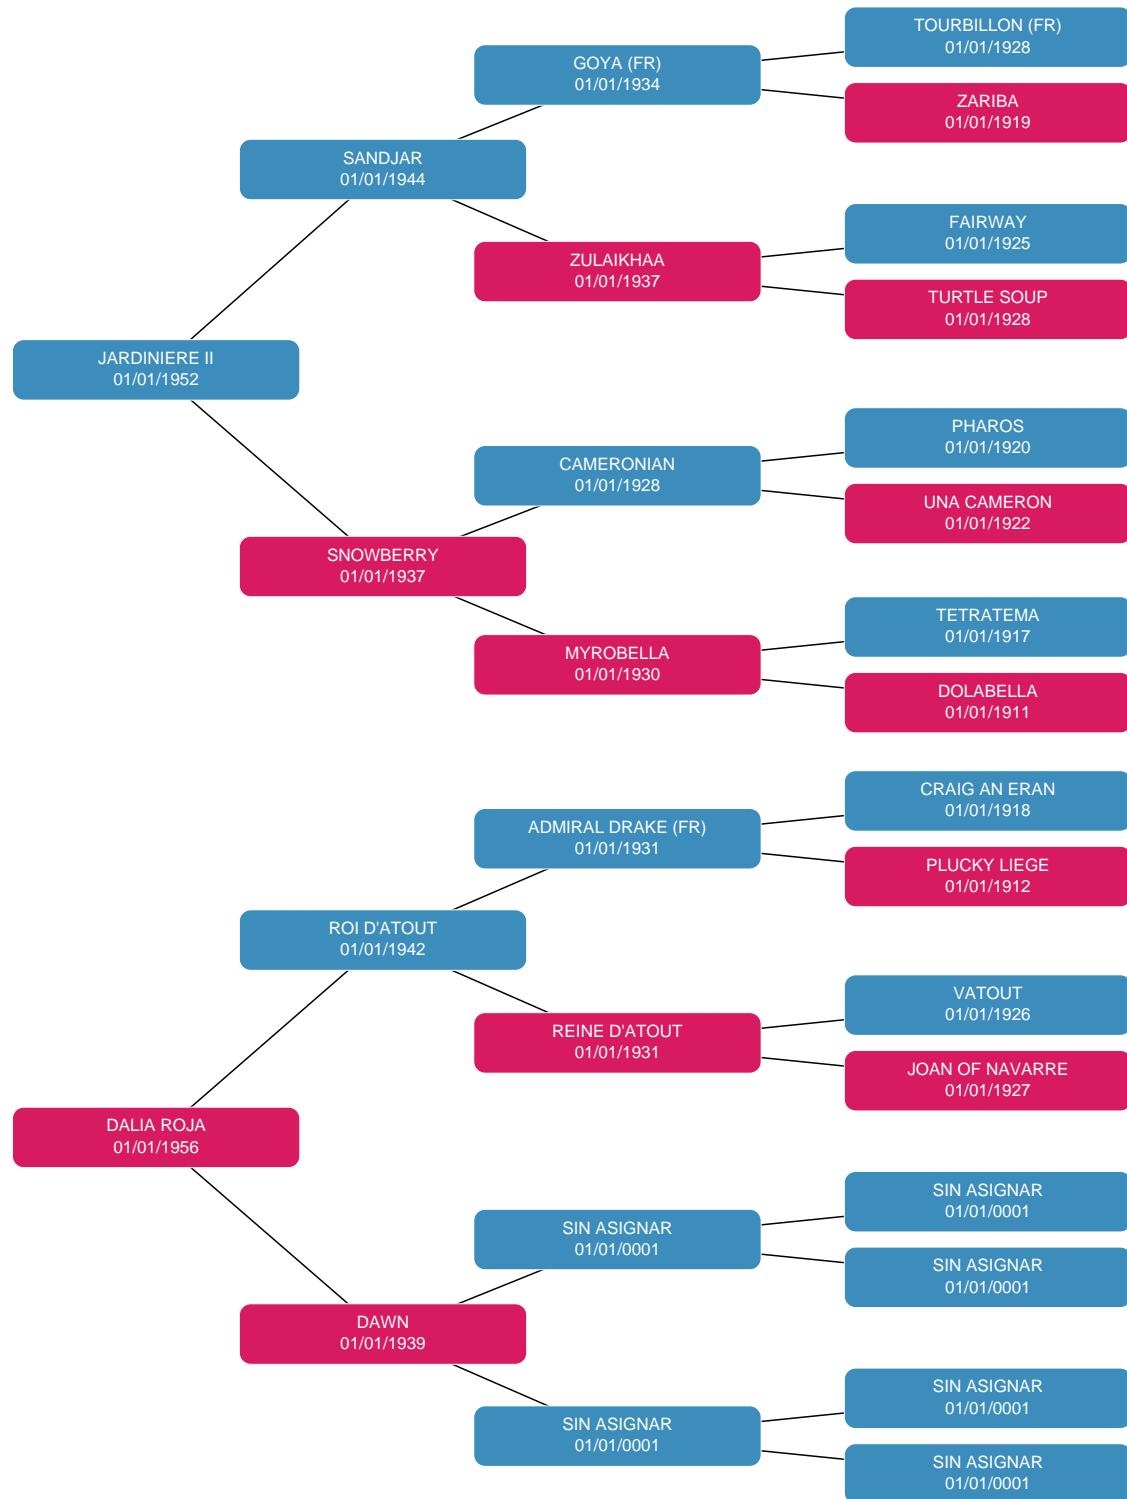 TOURBILLON (FR)
01/01/1928
GOYA (FR)
01/01/1934
ZARIBA
01/01/1919
SANDJAR
01/01/1944
FAIRWAY
01/01/1925
ZULAIKHAA
01/01/1937
TURTLE SOUP
01/01/1928
JARDINIERE II
01/01/1952
PHAROS
01/01/1920
CAMERONIAN
01/01/1928
UNA CAMERON
01/01/1922
SNOWBERRY
01/01/1937
TETRATEMA
01/01/1917
MYROBELLA
01/01/1930
DOLABELLA
01/01/1911
CRAIG AN ERAN
01/01/1918
ADMIRAL DRAKE (FR)
01/01/1931
PLUCKY LIEGE
01/01/1912
ROI D'ATOUT
01/01/1942
VATOUT
01/01/1926
REINE D'ATOUT
01/01/1931
JOAN OF NAVARRE
01/01/1927
DALIA ROJA
01/01/1956
SIN ASIGNAR
01/01/0001
SIN ASIGNAR
01/01/0001
SIN ASIGNAR
01/01/0001
DAWN
01/01/1939
SIN ASIGNAR
01/01/0001
SIN ASIGNAR
01/01/0001
SIN ASIGNAR
01/01/0001